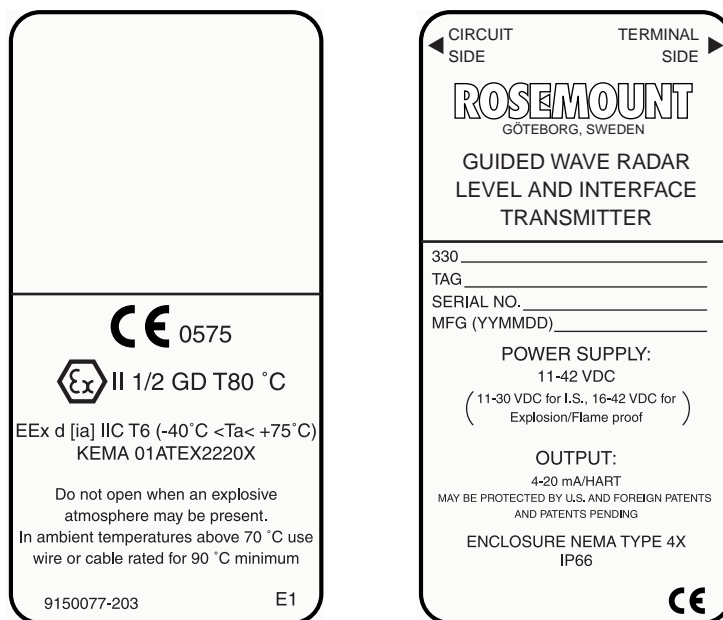 CE 0575
Ex II 1/2 GD T80 ˚C
EEx d [ia] IIC T6 (-40˚C <Ta< +75˚C)
KEMA 01ATEX2220X
Do not open when an explosive
atmosphere may be present.
In ambient temperatures above 70 ˚C use
wire or cable rated for 90 ˚C minimum
9150077-203 E1
CIRCUIT
SIDE
TERMINAL
SIDE
ROSEMOUNT
GÖTEBORG, SWEDEN
GUIDED WAVE RADAR
LEVEL AND INTERFACE
TRANSMITTER
330
TAG
SERIAL NO.
MFG (YYMMDD)
POWER SUPPLY:
11-42 VDC
(11-30 VDC for I.S., 16-42 VDC for
Explosion/Flame proof)
OUTPUT:
4-20 mA/HART
MAY BE PROTECTED BY U.S. AND FOREIGN PATENTS
AND PATENTS PENDING
ENCLOSURE NEMA TYPE 4X
IP66
CE